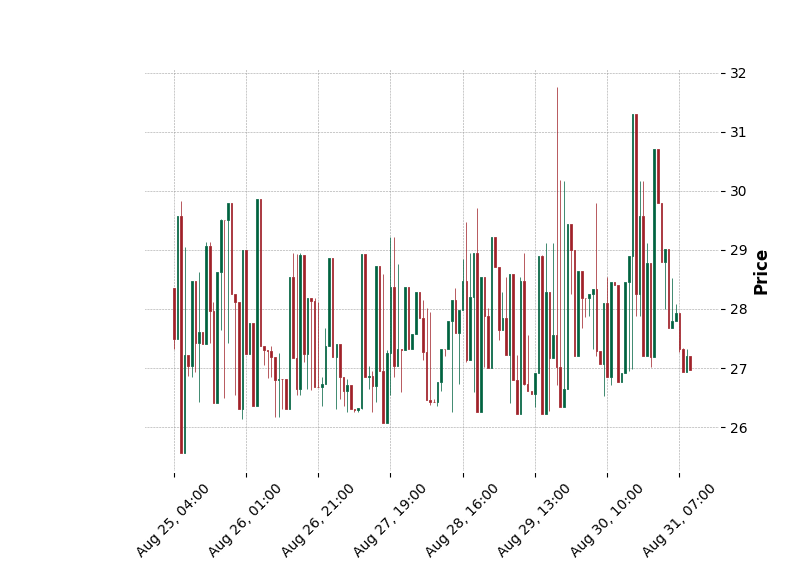 32
31
30
29
28
27
26
Price
Aug 25, 04:00
Aug 26, 01:00
Aug 26, 21:00
Aug 27, 19:00
Aug 28, 16:00
Aug 29, 13:00
Aug 30, 10:00
Aug 31, 07:00